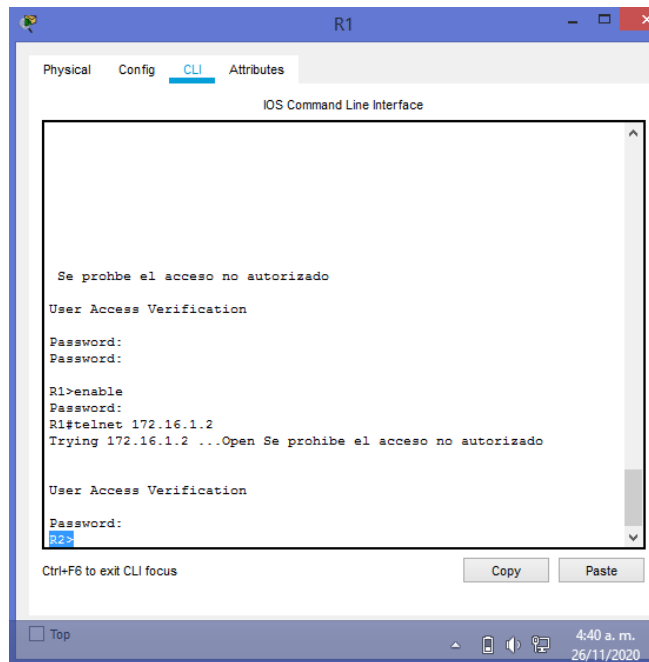 R1
Physical Config CLI Attributes
IOS Command Line Interface
Se prohbe el acceso no autorizado
User Access Verification
Password:
Password:
R1>enable
Password:
R1#telnet 172.16.1.2
Trying 172.16.1.2 ...Open Se prohibe el acceso no autorizado
User Access Verification
Password:
R2>
Ctrl+F6 to exit CLI focus
Copy Paste
Top
4:40 a. m.
26/11/2020